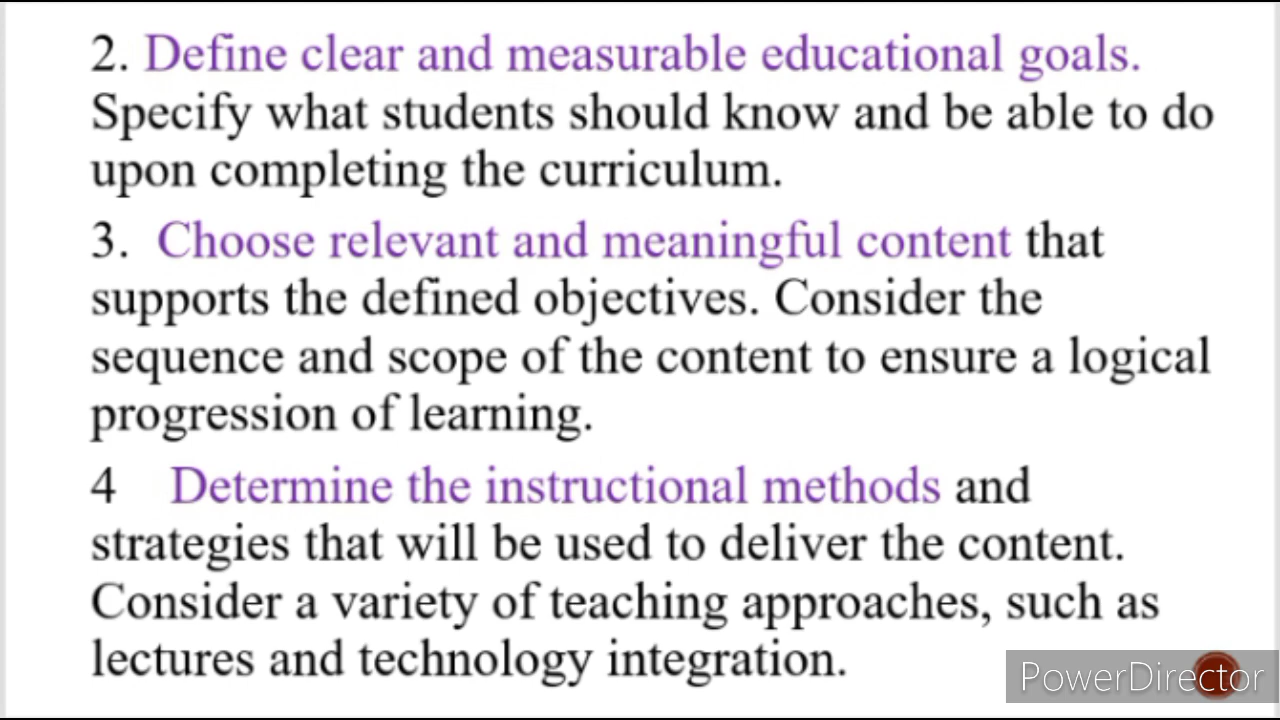 2. Define clear and measurable educational goals.
Specify what students should know and be able to do
upon completing the curriculum.
3. Choose relevant and meaningful content that
supports the defined objectives. Consider the
sequence and scope of the content to ensure a logical
progression of learning.
4 Determine the instructional methods and
strategies that will be used to deliver the content.
Consider a variety of teaching approaches, such as
lectures and technology integration.
PowerDirector